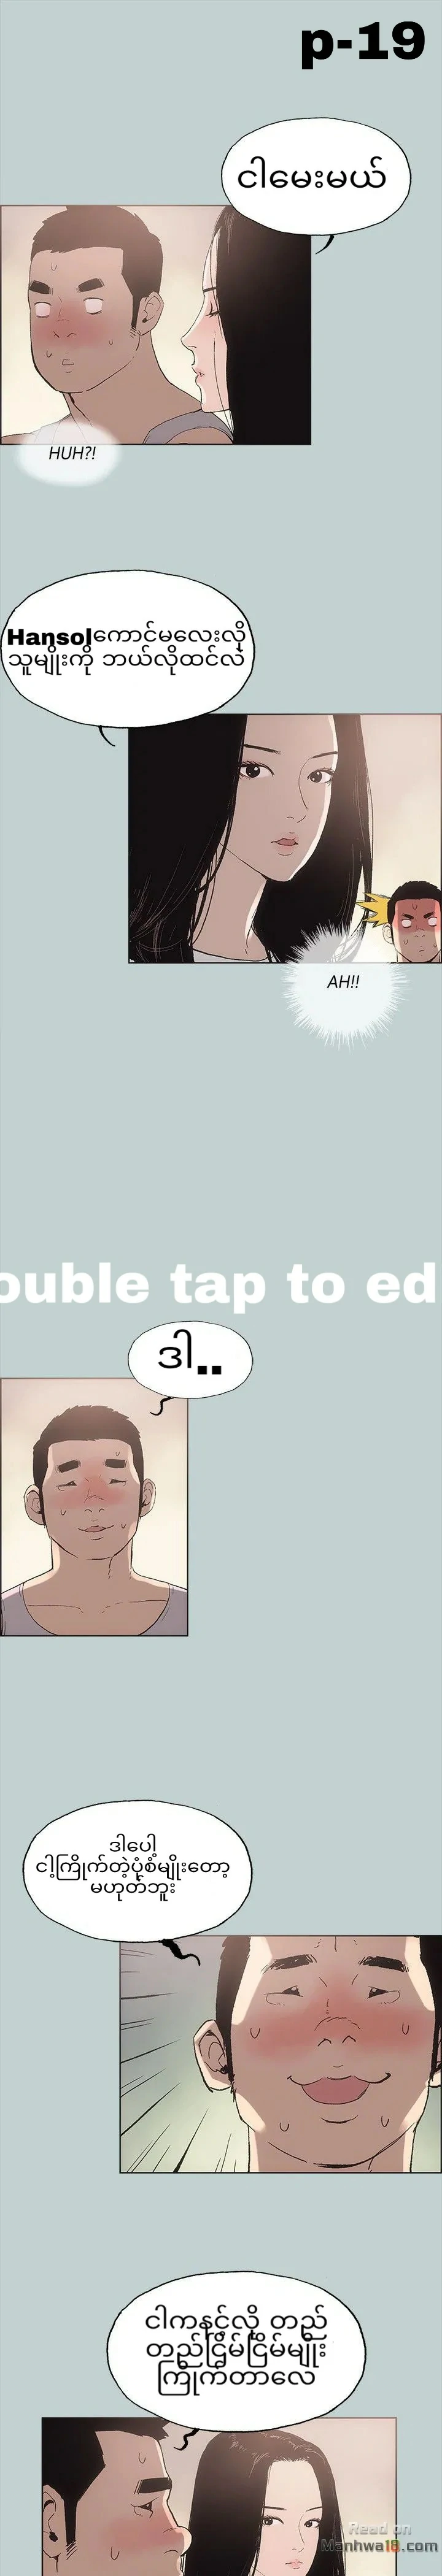 p-19
ငါမေးမယ်
HUH?!
Hansolကောင်မလေးလို
သူမျိုးကို ဘယ်လိုထင်လဲ
AH!!
ouble tap to ed
ဒါ..
ဒါပေါ့
ငါ့ကြိုက်တဲ့ပုံစံမျိုးတော့
မဟုတ်ဘူး
ငါကနင့်လို တည်
တည်ငြိမ်ငြိမ်မျိုး
ကြိုက်တာလေ
Read on
Manhwa18.com